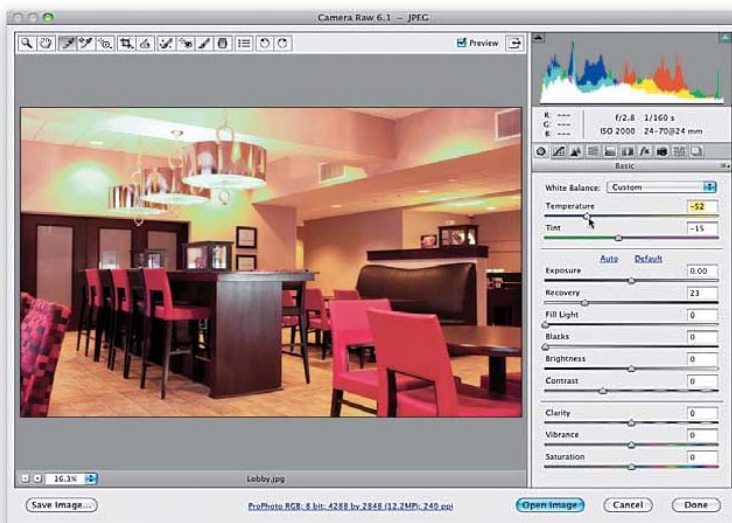 Camera Raw 6.1 – JPEG
Preview
R: ---
G: ---
B: ---
f/2.8 1/160 s
ISO 2000 24-70@24 mm
Basic
White Balance: Custom
Temperature -52
Tint -15
Auto Default
Exposure 0.00
Recovery 23
Fill Light 0
Blacks 0
Brightness 0
Contrast 0
Clarity 0
Vibrance 0
Saturation 0
16.3% Lobby.jpg
Save Image... ProPhoto RGB; 8 bit; 4288 by 2848 (12.2MP); 240 ppi Open Image Cancel Done